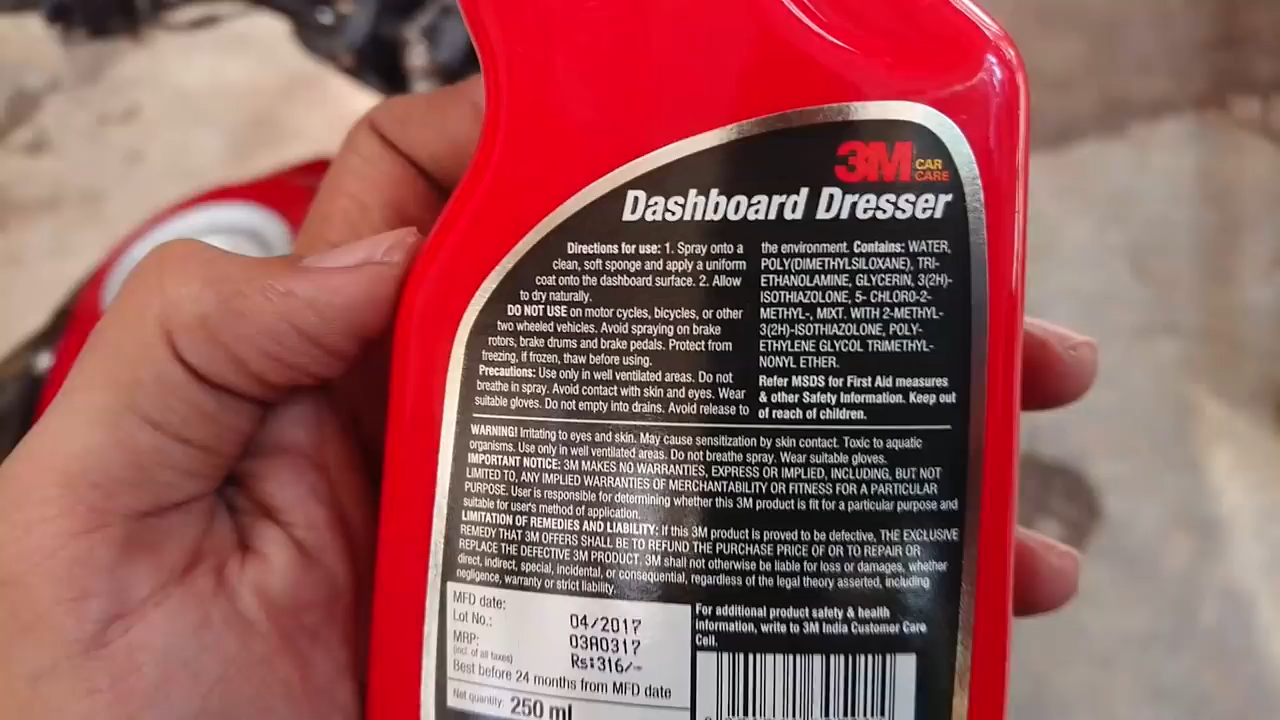 3M CAR
CARE
Dashboard Dresser
Directions for use: 1. Spray onto a
clean, soft sponge and apply a uniform
coat onto the dashboard surface. 2. Allow
to dry naturally.
DO NOT USE on motor cycles, bicycles, or other
two wheeled vehicles. Avoid spraying on brake
rotors, brake drums and brake pedals. Protect from
freezing, if frozen, thaw before using.
Precautions: Use only in well ventilated areas. Do not
breathe in spray. Avoid contact with skin and eyes. Wear
suitable gloves. Do not empty into drains. Avoid release to
the environment. Contains: WATER,
POLY(DIMETHYLSILOXANE), TRI-
ETHANOLAMINE, GLYCERIN, 3(2H)-
ISOTHIAZOLONE, 5- CHLORO-2-
METHYL-, MIXT. WITH 2-METHYL-
3(2H)-ISOTHIAZOLONE, POLY-
ETHYLENE GLYCOL TRIMETHYL-
NONYL ETHER.
Refer MSDS for First Aid measures
& other Safety Information. Keep out
of reach of children.
WARNING! Irritating to eyes and skin. May cause sensitization by skin contact. Toxic to aquatic
organisms. Use only in well ventilated areas. Do not breathe spray. Wear suitable gloves.
IMPORTANT NOTICE: 3M MAKES NO WARRANTIES, EXPRESS OR IMPLIED, INCLUDING, BUT NOT
LIMITED TO, ANY IMPLIED WARRANTIES OF MERCHANTABILITY OR FITNESS FOR A PARTICULAR
PURPOSE. User is responsible for determining whether this 3M product is fit for a particular purpose and
suitable for user's method of application.
LIMITATION OF REMEDIES AND LIABILITY: If this 3M product is proved to be defective, THE EXCLUSIVE
REMEDY THAT 3M OFFERS SHALL BE TO REFUND THE PURCHASE PRICE OF OR TO REPAIR OR
REPLACE THE DEFECTIVE 3M PRODUCT. 3M shall not otherwise be liable for loss or damages, whether
direct, indirect, special, incidental, or consequential, regardless of the legal theory asserted, including
negligence, warranty or strict liability.
MFD date: 04/2017
Lot No.: 03A0317
MRP: Rs:316/-
(incl. of all taxes)
Best before 24 months from MFD date
Net quantity: 250 ml
For additional product safety & health
information, write to 3M India Customer Care
Cell.